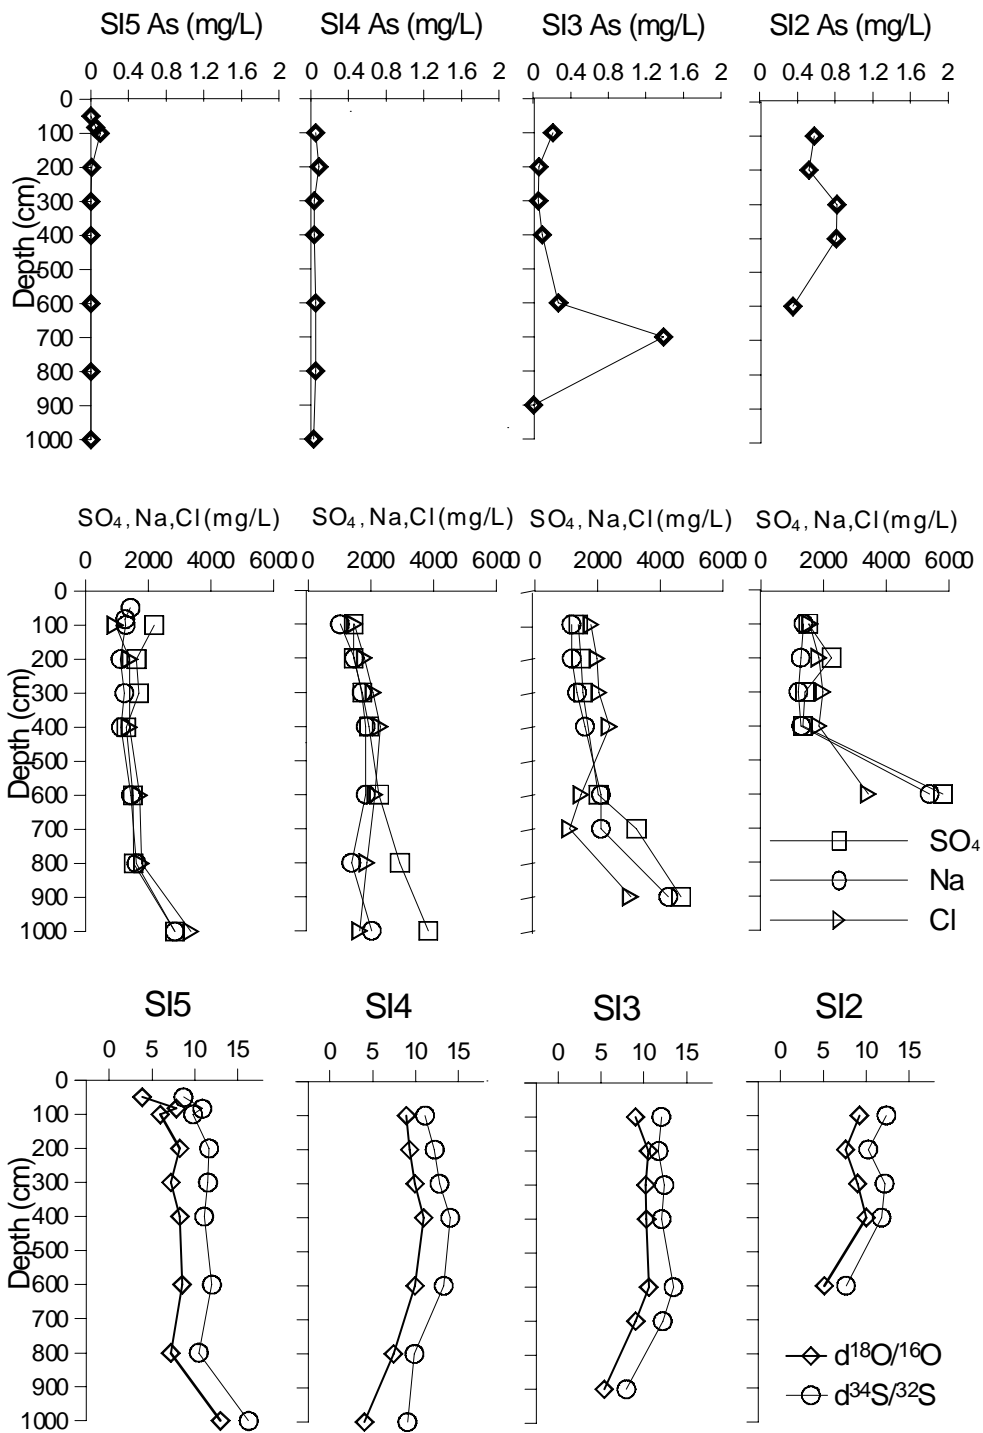 SI5 As (mg/L) SI4 As (mg/L) SI3 As (mg/L) SI2 As (mg/L)
0 0.4 0.8 1.2 1.6 2 0 0.4 0.8 1.2 1.6 2 0 0.4 0.8 1.2 1.6 2 0 0.4 0.8 1.2 1.6 2
Depth (cm)
0
100
200
300
400
500
600
700
800
900
1000
SO₄, Na,Cl (mg/L) SO₄, Na,Cl (mg/L) SO₄, Na,Cl (mg/L) SO₄, Na,Cl (mg/L)
0 2000 4000 6000 0 2000 4000 6000 0 2000 4000 6000 0 2000 4000 6000
Depth (cm)
0
100
200
300
400
500
600
700
800
900
1000
SO₄
Na
Cl
SI5 SI4 SI3 SI2
0 5 10 15 0 5 10 15 0 5 10 15 0 5 10 15
Depth (cm)
0
100
200
300
400
500
600
700
800
900
1000
d¹⁸O/¹⁶O
d³⁴S/³²S